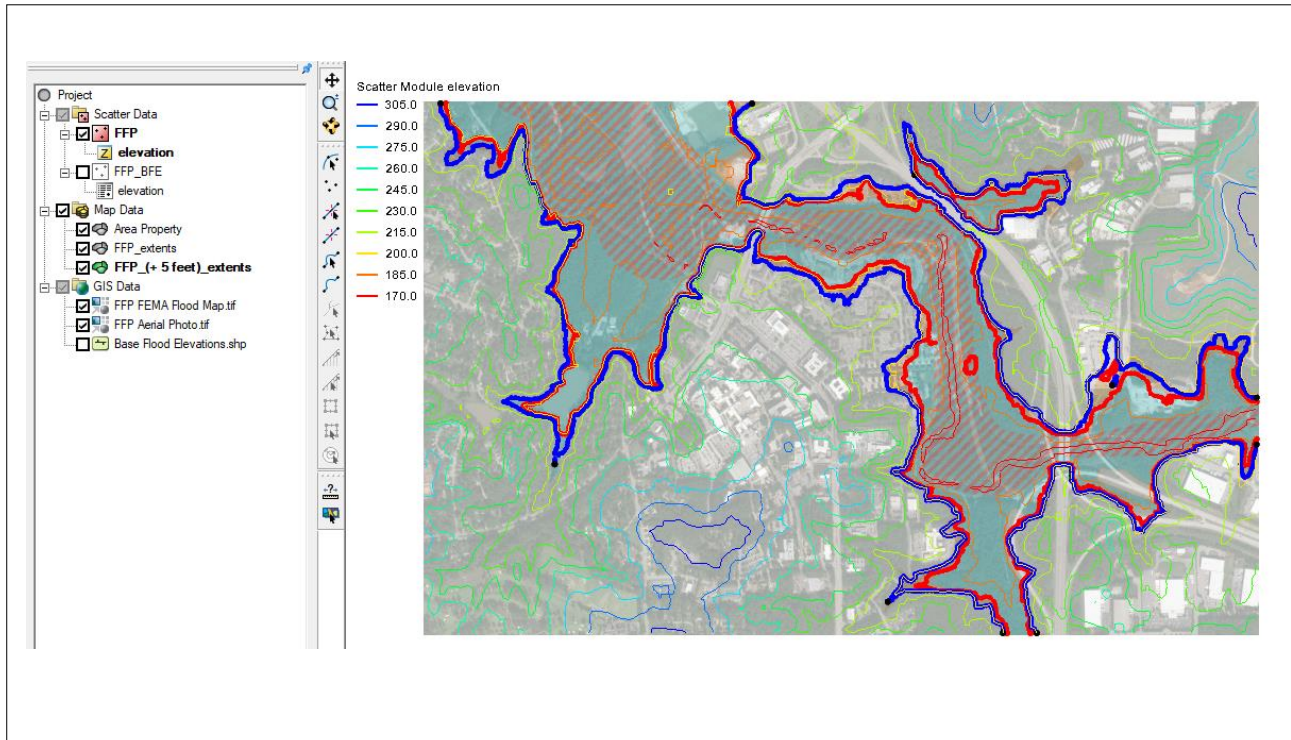 Project
Scatter Data
FFP
elevation
FFP_BFE
elevation
Map Data
Area Property
FFP_extents
FFP_(+ 5 feet)_extents
GIS Data
FFP FEMA Flood Map.tif
FFP Aerial Photo.tif
Base Flood Elevations.shp
Scatter Module elevation
305.0
290.0
275.0
260.0
245.0
230.0
215.0
200.0
185.0
170.0